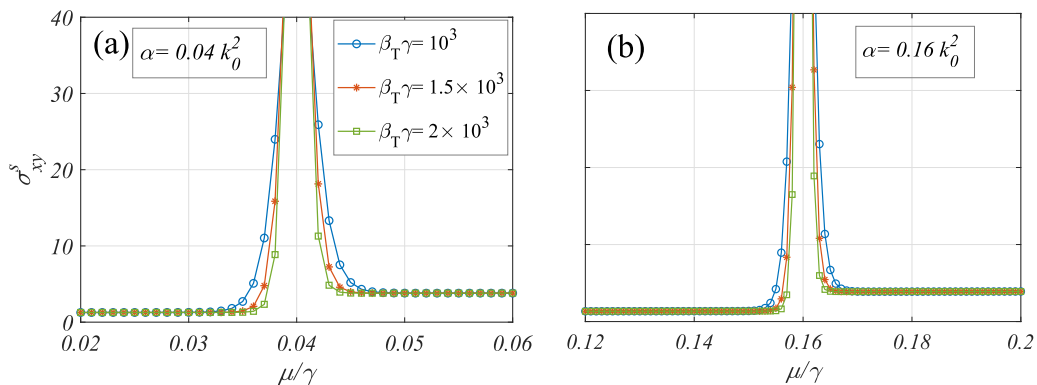 (a)
α= 0.04 k₀²
β_T γ= 10³
β_T γ= 1.5× 10³
β_T γ= 2× 10³
40
30
20
10
0
σ^s_xy
0.02 0.03 0.04 0.05 0.06
μ/γ
(b)
α= 0.16 k₀²
0.12 0.14 0.16 0.18 0.2
μ/γ